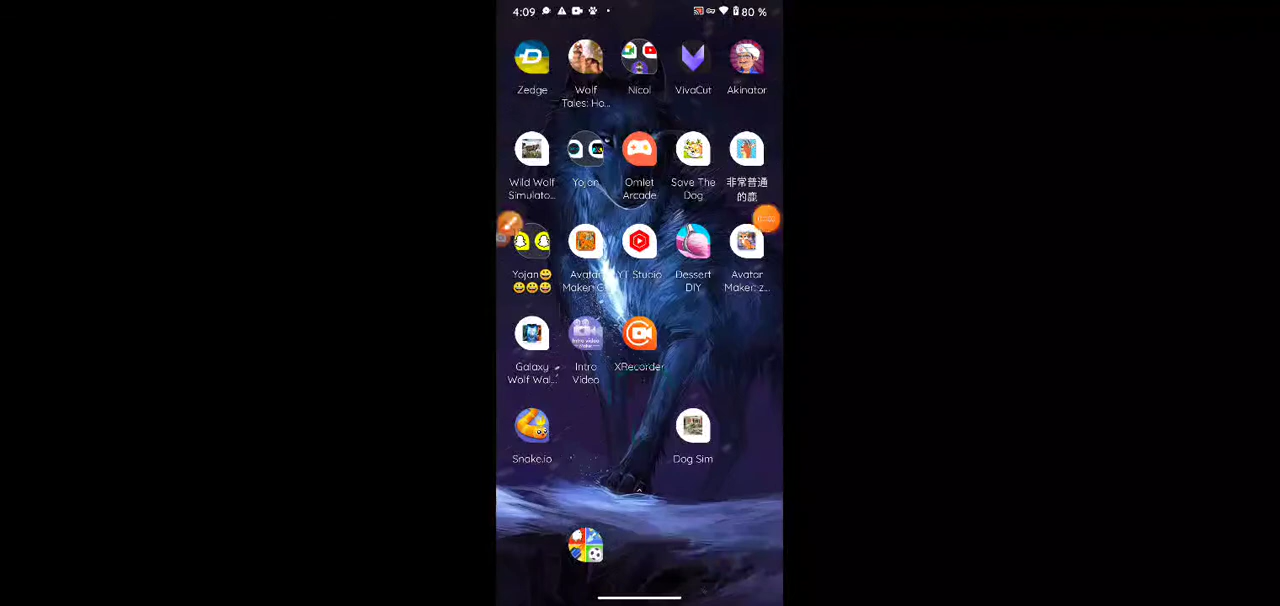 4:09
80 %
Zedge
Wolf
Tales: Ho...
Nicol
VivaCut
Akinator
Wild Wolf
Simulato...
Yojan
Omlet
Arcade
Save The
Dog
非常普通
的鹿
Yojan😀
😀😀😀
Avatar
Maker: C...
YT Studio
Dessert
DIY
Avatar
Maker: z...
Galaxy
Wolf Wal...
Intro
Video
XRecorder
Snake.io
Dog Sim